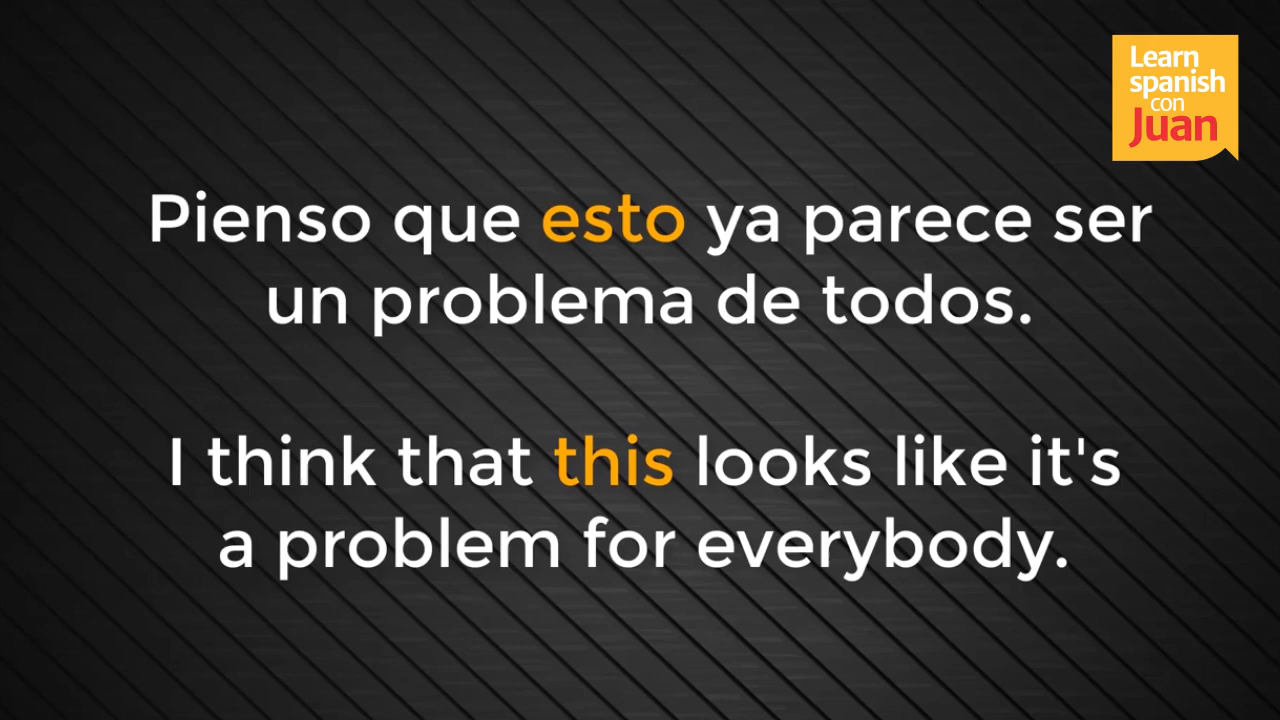 Learn
spanish
con
Juan
Pienso que esto ya parece ser
un problema de todos.
I think that this looks like it's
a problem for everybody.